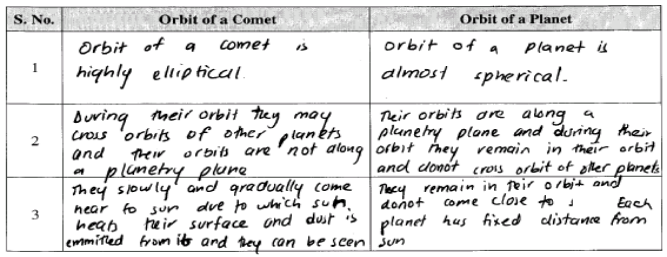 S. No. Orbit of a Comet Orbit of a Planet
1
Orbit of a comet is
highly elliptical.
orbit of a planet is
almost spherical.
2
During their orbit they may
cross orbits of other planets
and their orbits are not along
a planetry plane
Their orbits are along a
planetry plane and during their
orbit they remain in their orbit
and donot cross orbit of other planets
3
They slowly and gradually come
near to sun due to which sun
heats their surface and dust is
emmitted from it and they can be seen
They remain in their orbit and
donot come close to Each
planet has fixed distance from
sun